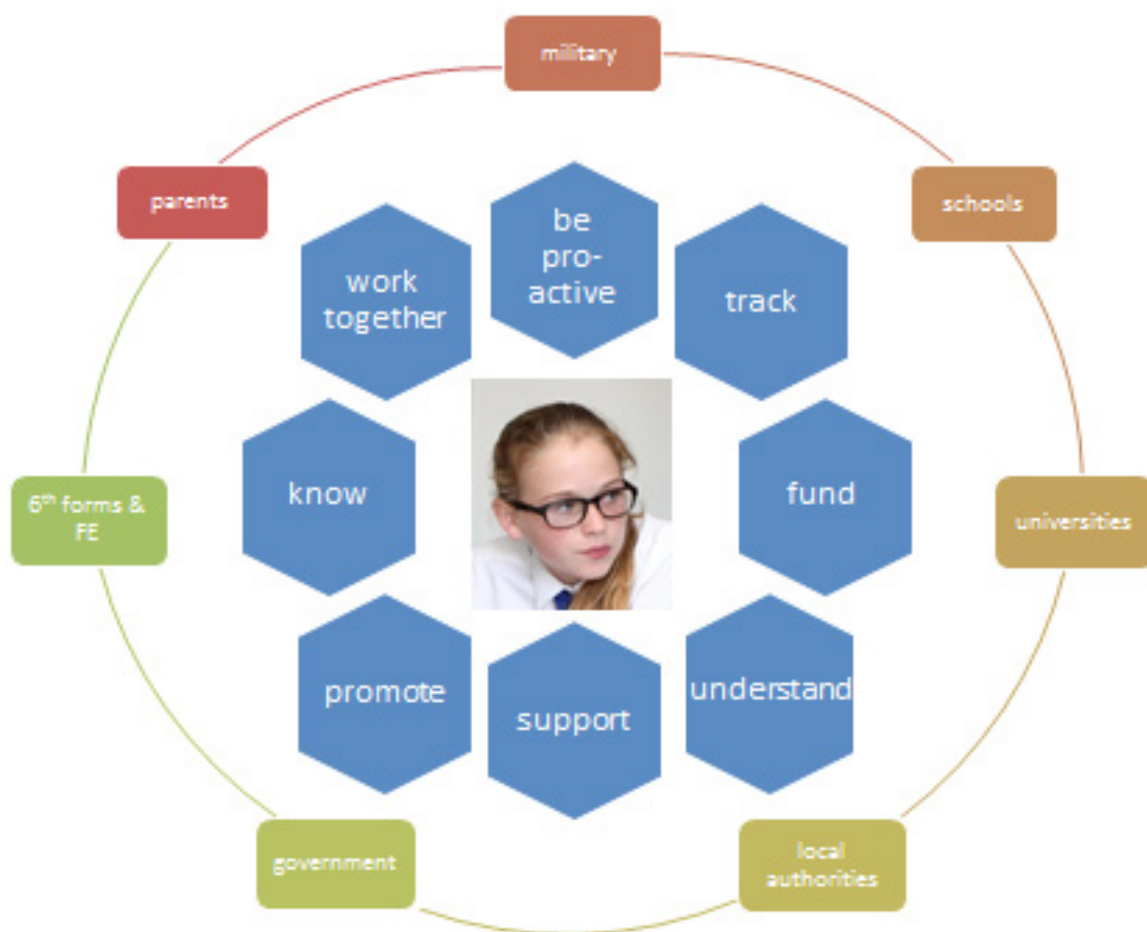 military
parents
schools
be
pro-
active
work
together
track
know
fund
6th forms &
FE
universities
promote
support
understand
government
local
authorities